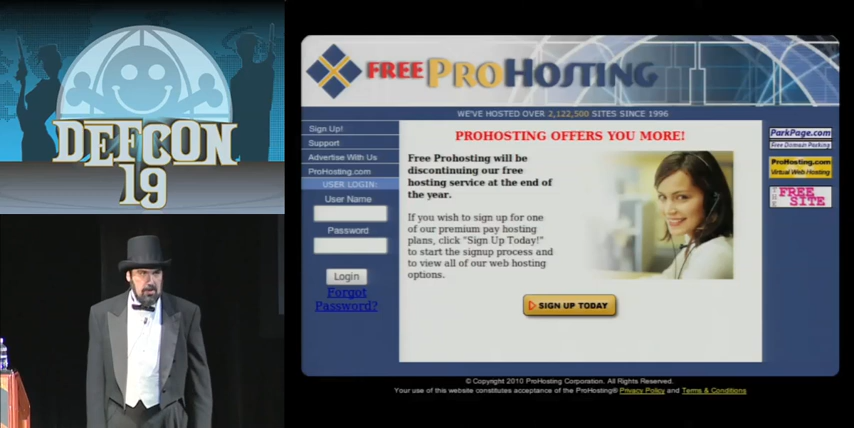 DEFCON
19
FREE PROHOSTING
WE'VE HOSTED OVER 2,122,500 SITES SINCE 1996
Sign Up!
Support
Advertise With Us
ProHosting.com
USER LOGIN:
User Name
Password
Login
Forgot
Password?
PROHOSTING OFFERS YOU MORE!
Free Prohosting will be
discontinuing our free
hosting service at the end of
the year.
If you wish to sign up for one
of our premium pay hosting
plans, click "Sign Up Today!"
to start the signup process and
to view all of our web hosting
options.
SIGN UP TODAY
ParkPage.com
Free Domain Parking
ProHosting.com
Virtual Web Hosting
THE
FREE
SITE
© Copyright 2010 ProHosting Corporation. All Rights Reserved.
Your use of this website constitutes acceptance of the ProHosting® Privacy Policy and Terms & Conditions